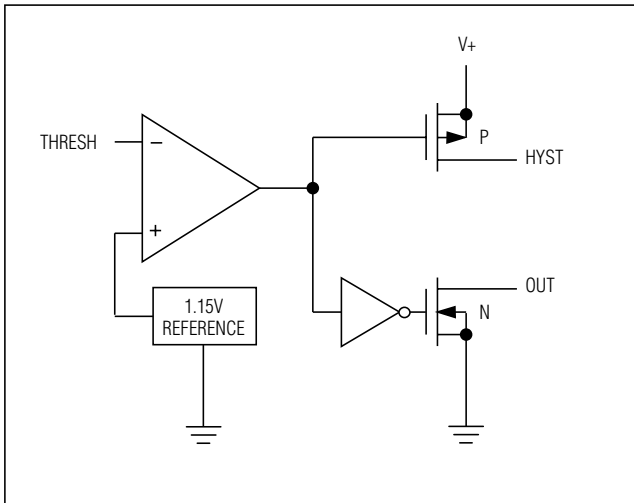 V+
THRESH
−
P
HYST
+
1.15V
REFERENCE
OUT
N